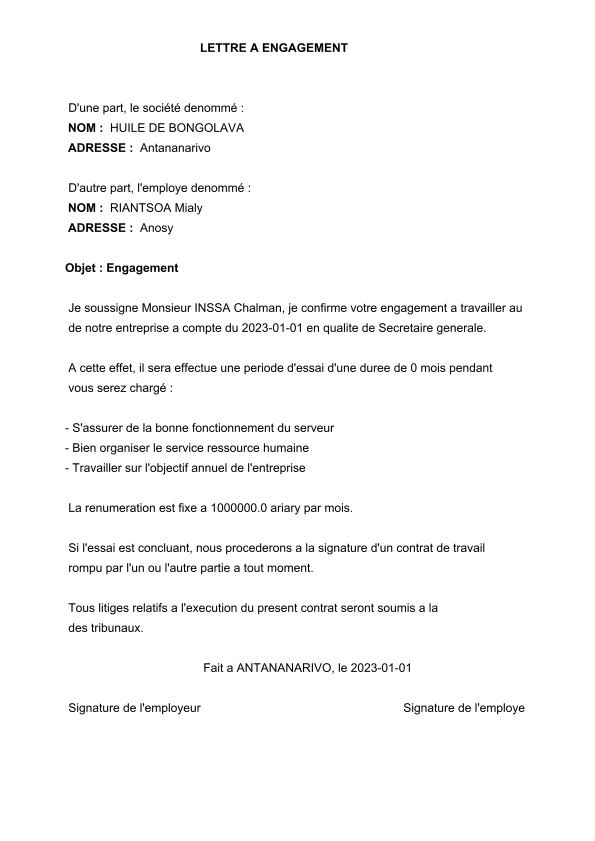 LETTRE A ENGAGEMENT
D'une part, le société denommé :
NOM : HUILE DE BONGOLAVA
ADRESSE : Antananarivo
D'autre part, l'employe denommé :
NOM : RIANTSOA Mialy
ADRESSE : Anosy
Objet : Engagement
Je soussigne Monsieur INSSA Chalman, je confirme votre engagement a travailler au
de notre entreprise a compte du 2023-01-01 en qualite de Secretaire generale.
A cette effet, il sera effectue une periode d'essai d'une duree de 0 mois pendant
vous serez chargé :
- S'assurer de la bonne fonctionnement du serveur
- Bien organiser le service ressource humaine
- Travailler sur l'objectif annuel de l'entreprise
La renumeration est fixe a 1000000.0 ariary par mois.
Si l'essai est concluant, nous procederons a la signature d'un contrat de travail
rompu par l'un ou l'autre partie a tout moment.
Tous litiges relatifs a l'execution du present contrat seront soumis a la
des tribunaux.
Fait a ANTANANARIVO, le 2023-01-01
Signature de l'employeur Signature de l'employe